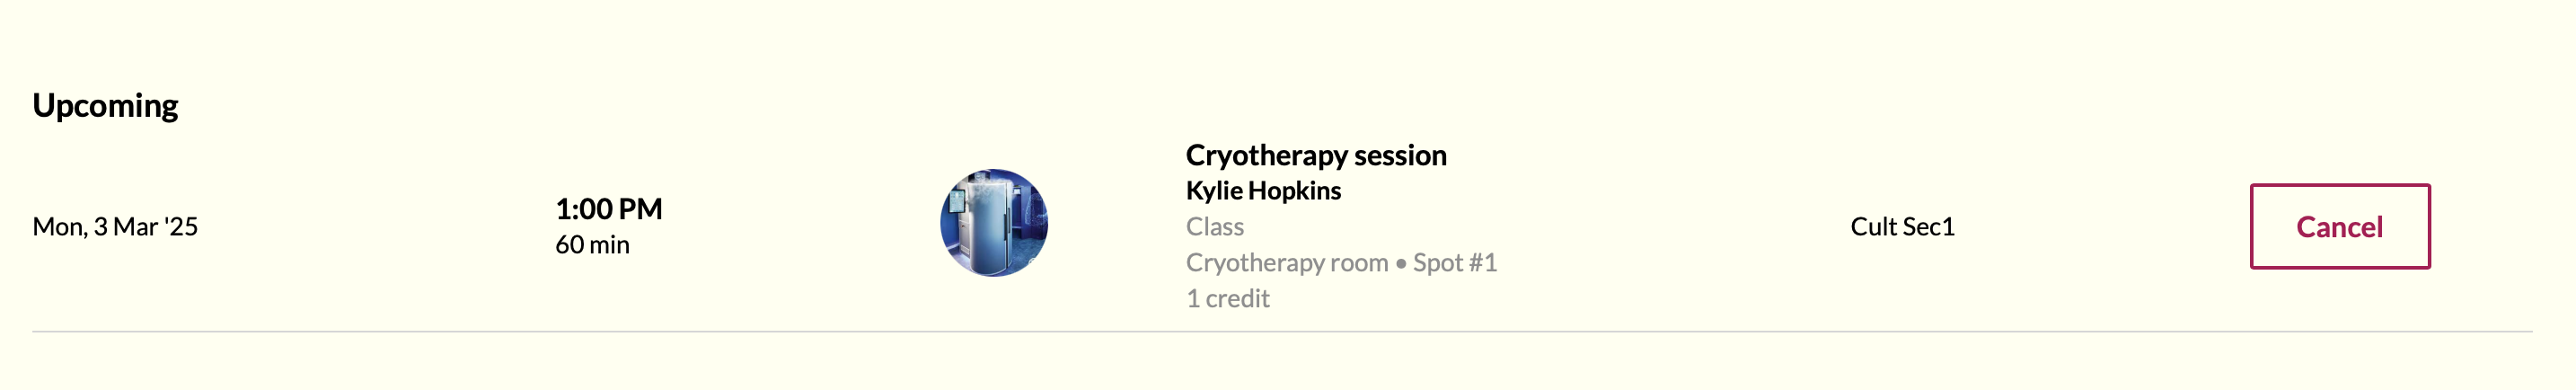 Upcoming
Mon, 3 Mar '25
1:00 PM
60 min
Cryotherapy session
Kylie Hopkins
Class
Cryotherapy room • Spot #1
1 credit
Cult Sec1
Cancel